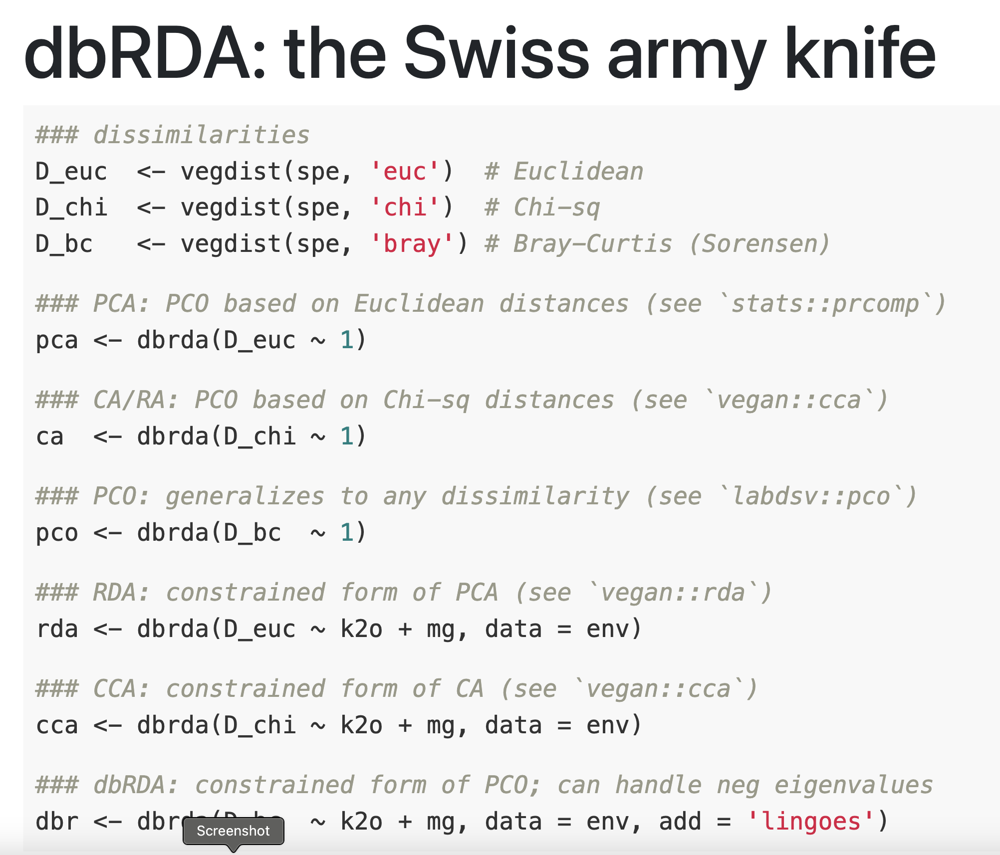 dbRDA: the Swiss army knife
### dissimilarities
D_euc  <- vegdist(spe, 'euc')  # Euclidean
D_chi  <- vegdist(spe, 'chi')  # Chi-sq
D_bc   <- vegdist(spe, 'bray') # Bray-Curtis (Sorensen)
### PCA: PCO based on Euclidean distances (see `stats::prcomp`)
pca <- dbrda(D_euc ~ 1)
### CA/RA: PCO based on Chi-sq distances (see `vegan::cca`)
ca  <- dbrda(D_chi ~ 1)
### PCO: generalizes to any dissimilarity (see `labdsv::pco`)
pco <- dbrda(D_bc  ~ 1)
### RDA: constrained form of PCA (see `vegan::rda`)
rda <- dbrda(D_euc ~ k2o + mg, data = env)
### CCA: constrained form of CA (see `vegan::cca`)
cca <- dbrda(D_chi ~ k2o + mg, data = env)
### dbRDA: constrained form of PCO; can handle neg eigenvalues
dbr <- ~ k2o + mg, data = env, add = 'lingoes')
Screenshot